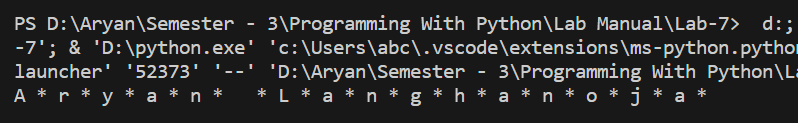 PS D:\Aryan\Semester - 3\Programming With Python\Lab Manual\Lab-7>  d:;
-7'; & 'D:\python.exe' 'c:\Users\abc\.vscode\extensions\ms-python.python
launcher' '52373' '--' 'D:\Aryan\Semester - 3\Programming With Python\La
A * r * y * a * n *   * L * a * n * g * h * a * n * o * j * a *